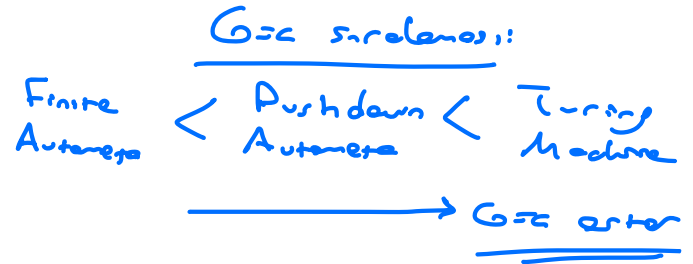 Güç sıralaması:
Finite Automata < Pushdown Automata < Turing Machine
→ Güç artar